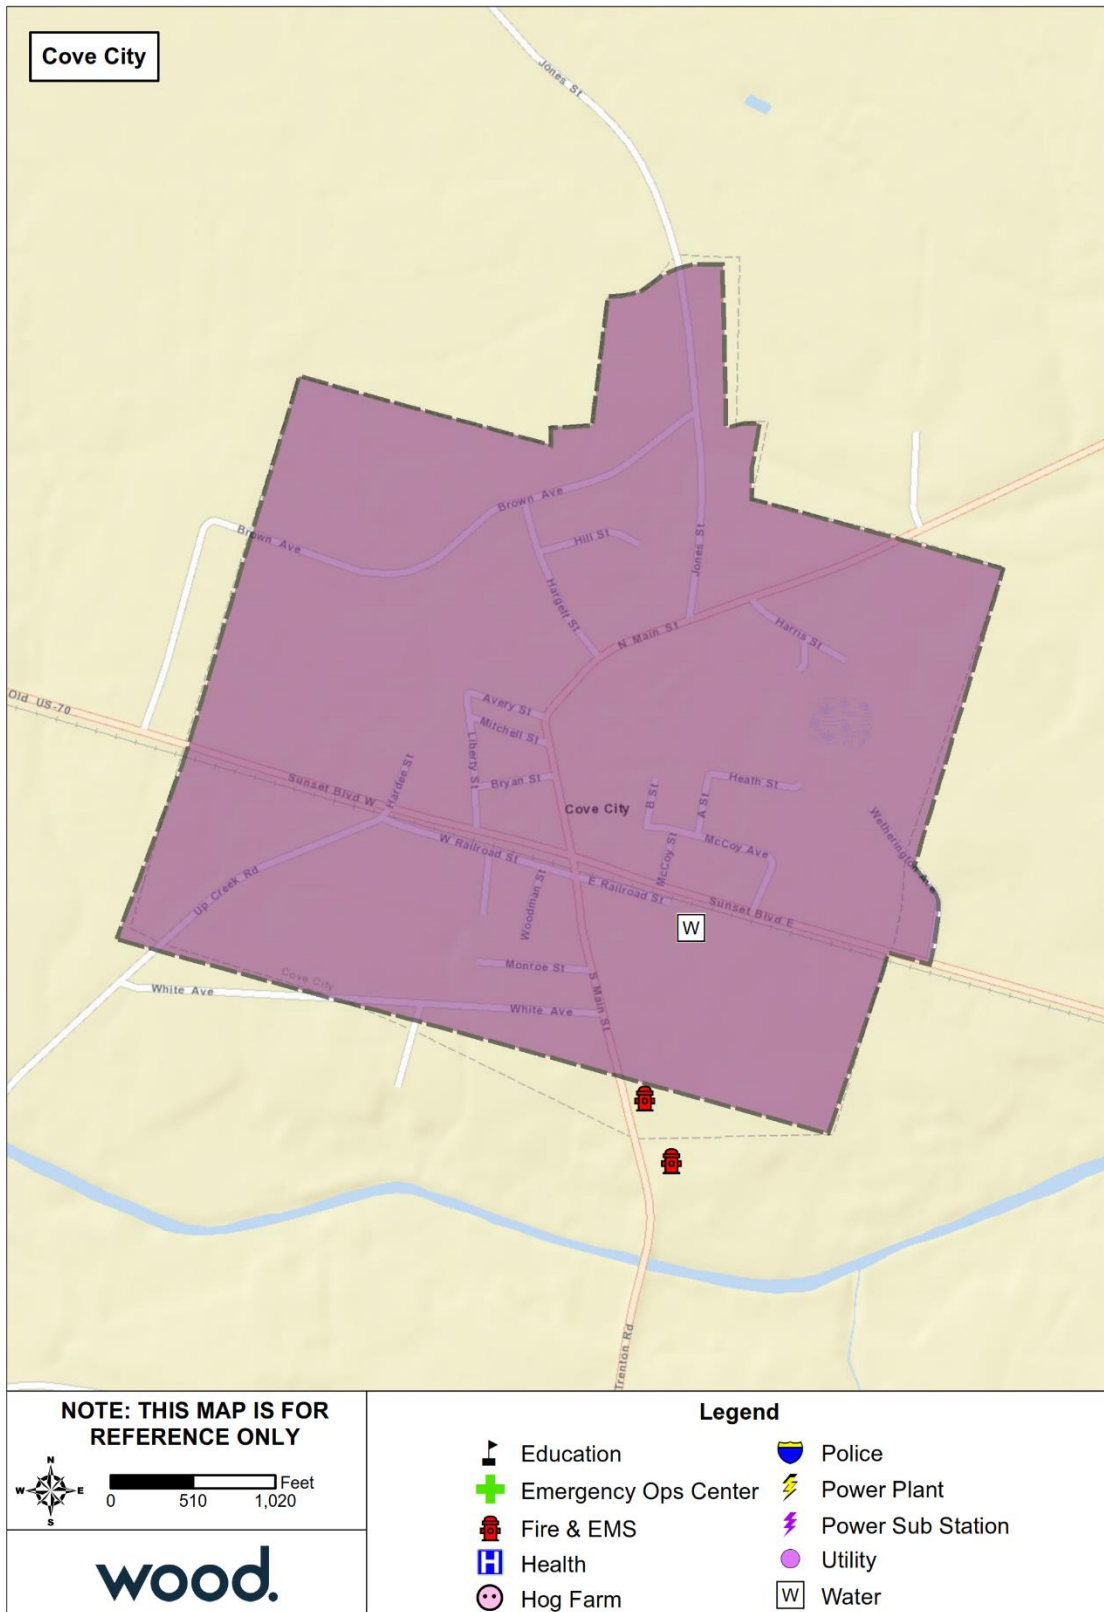 Cove City
Jones St
Brown Ave
Brown Ave
Hill St
Hargett St
Jones St
N Main St
Harris St
Old US-70
Avery St
Mitchell St
Liberty St
Bryan St
Hardee St
Sunset Blvd W
Cove City
B St
A St
Heath St
McCoy Ave
McCoy St
W Railroad St
E Railroad St
Woodman St
Sunset Blvd E
Up Creek Rd
W
Monroe St
S Main St
Cove City
White Ave
White Ave
Trenton Rd
NOTE: THIS MAP IS FOR
REFERENCE ONLY
N
W E
S
Feet
0 510 1,020
wood.
Legend
Education
Emergency Ops Center
Fire & EMS
H Health
Hog Farm
Police
Power Plant
Power Sub Station
Utility
W Water